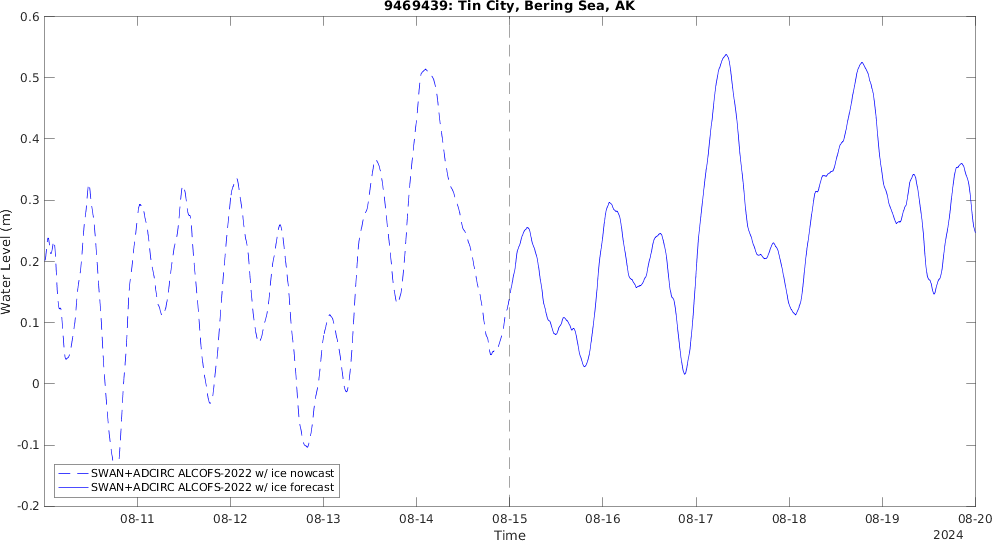 9469439: Tin City, Bering Sea, AK
0.6
0.5
0.4
0.3
0.2
0.1
0
-0.1
-0.2
Water Level (m)
SWAN+ADCIRC ALCOFS-2022 w/ ice nowcast
SWAN+ADCIRC ALCOFS-2022 w/ ice forecast
08-11 08-12 08-13 08-14 08-15 08-16 08-17 08-18 08-19 08-20
Time
2024